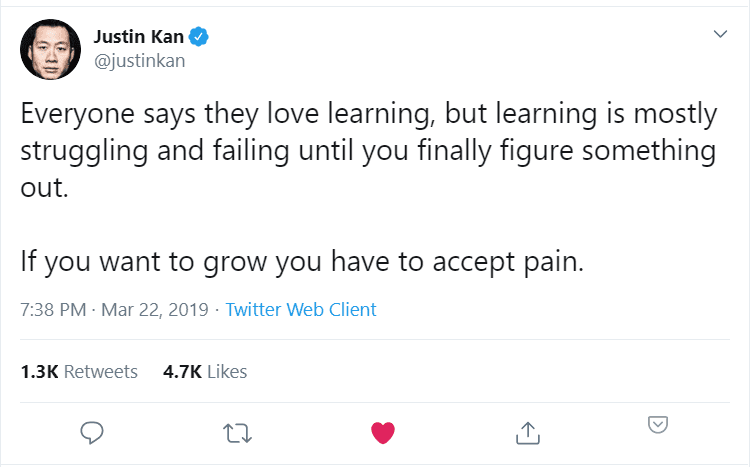 Justin Kan
@justinkan
Everyone says they love learning, but learning is mostly
struggling and failing until you finally figure something
out.
If you want to grow you have to accept pain.
7:38 PM · Mar 22, 2019 · Twitter Web Client
1.3K Retweets 4.7K Likes